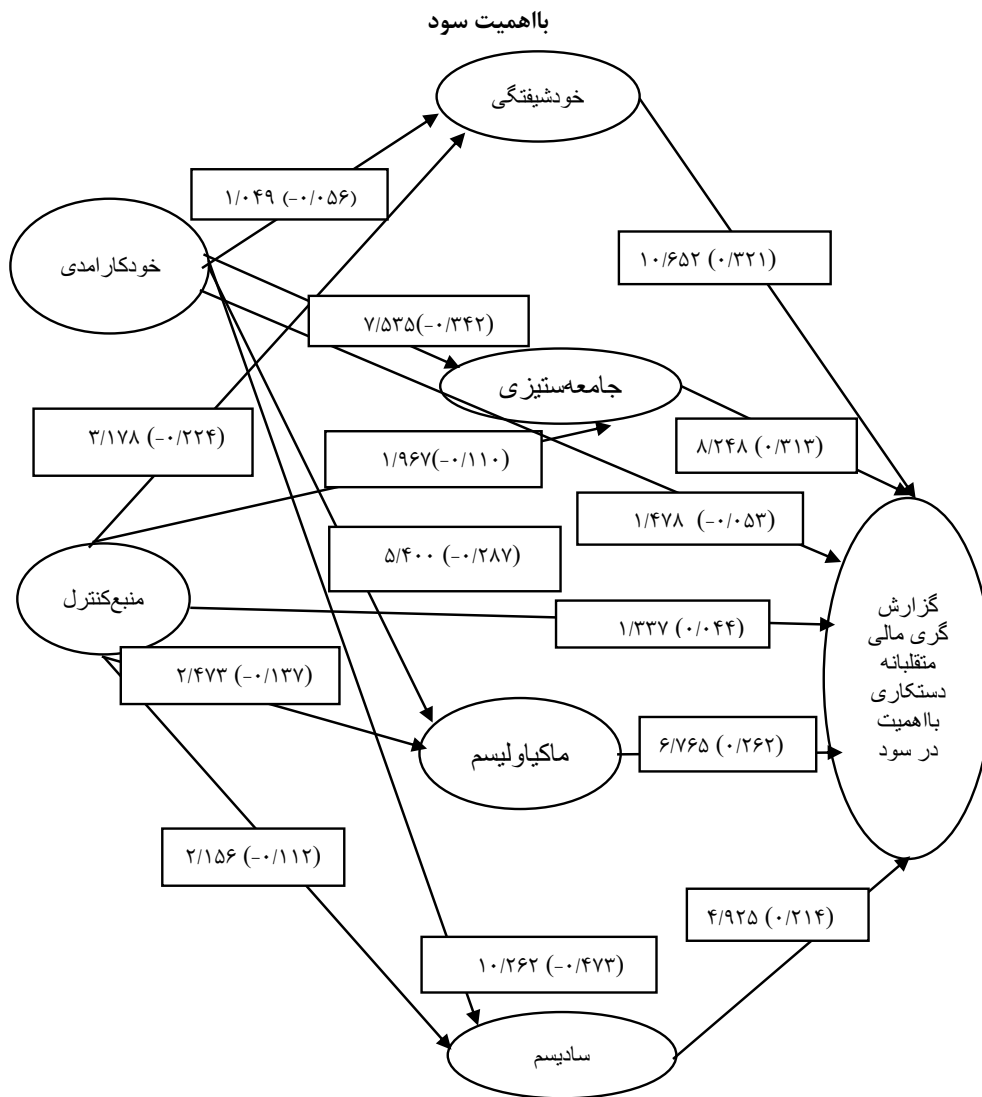 بااهمیت سود
خودشیفتگی
۱/۰۴۹ (-۰/۰۵۶)
خودکارامدی
۱۰/۶۵۲ (۰/۳۲۱)
۷/۵۳۵(-۰/۳۴۲)
جامعه‌ستیزی
۳/۱۷۸ (-۰/۲۲۴)
۱/۹۶۷(-۰/۱۱۰)
۸/۲۴۸ (۰/۳۱۳)
۱/۴۷۸ (-۰/۰۵۳)
۵/۴۰۰ (-۰/۲۸۷)
منبع‌کنترل
۱/۳۳۷ (۰/۰۴۴)
گزارش
گری مالی
متقلبانه
دستکاری
بااهمیت
در سود
۲/۴۷۳ (-۰/۱۳۷)
ماکیاولیسم
۶/۷۶۵ (۰/۲۶۲)
۲/۱۵۶ (-۰/۱۱۲)
۴/۹۲۵ (۰/۲۱۴)
۱۰/۲۶۲ (-۰/۴۷۳)
سادیسم